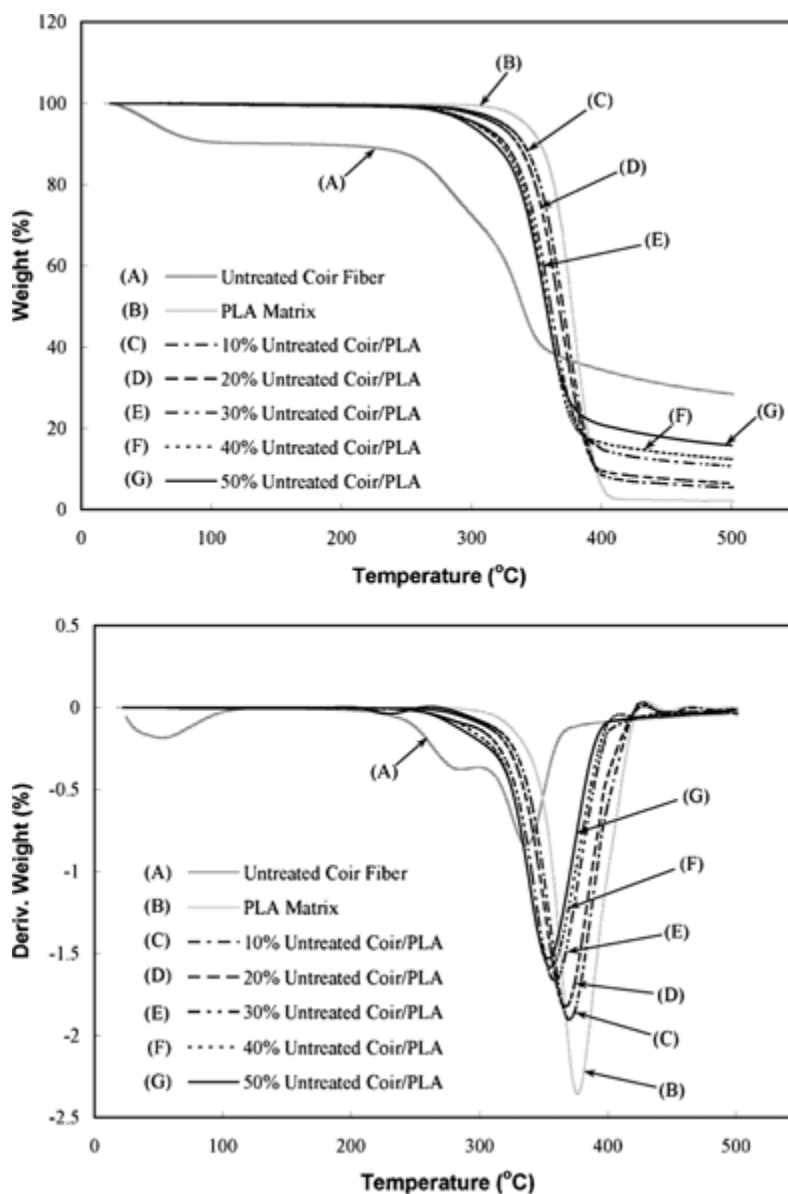 120
100
80
60
40
20
0
Weight (%)
(A)
(B)
(C)
(D)
(E)
(F)
(G)
(A) Untreated Coir Fiber
(B) PLA Matrix
(C) 10% Untreated Coir/PLA
(D) 20% Untreated Coir/PLA
(E) 30% Untreated Coir/PLA
(F) 40% Untreated Coir/PLA
(G) 50% Untreated Coir/PLA
0 100 200 300 400 500
Temperature (°C)
0.5
0
-0.5
-1
-1.5
-2
-2.5
Deriv. Weight (%)
(A)
(G)
(F)
(E)
(D)
(C)
(B)
(A) Untreated Coir Fiber
(B) PLA Matrix
(C) 10% Untreated Coir/PLA
(D) 20% Untreated Coir/PLA
(E) 30% Untreated Coir/PLA
(F) 40% Untreated Coir/PLA
(G) 50% Untreated Coir/PLA
0 100 200 300 400 500
Temperature (°C)